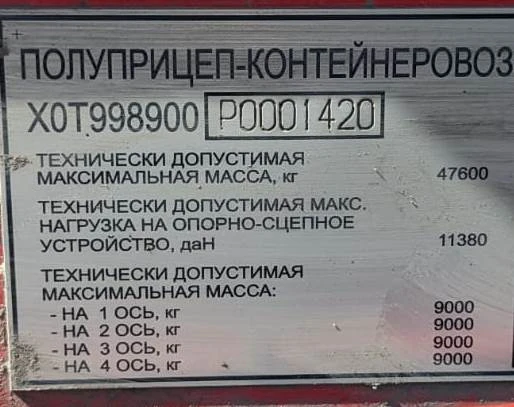 ПОЛУПРИЦЕП-КОНТЕЙНЕРОВОЗ
X0T998900 P0001420
ТЕХНИЧЕСКИ ДОПУСТИМАЯ
МАКСИМАЛЬНАЯ МАССА, кг 47600
ТЕХНИЧЕСКИ ДОПУСТИМАЯ МАКС.
НАГРУЗКА НА ОПОРНО-СЦЕПНОЕ
УСТРОЙСТВО, даН 11380
ТЕХНИЧЕСКИ ДОПУСТИМАЯ
МАКСИМАЛЬНАЯ МАССА:
- НА 1 ОСЬ, кг 9000
- НА 2 ОСЬ, кг 9000
- НА 3 ОСЬ, кг 9000
- НА 4 ОСЬ, кг 9000